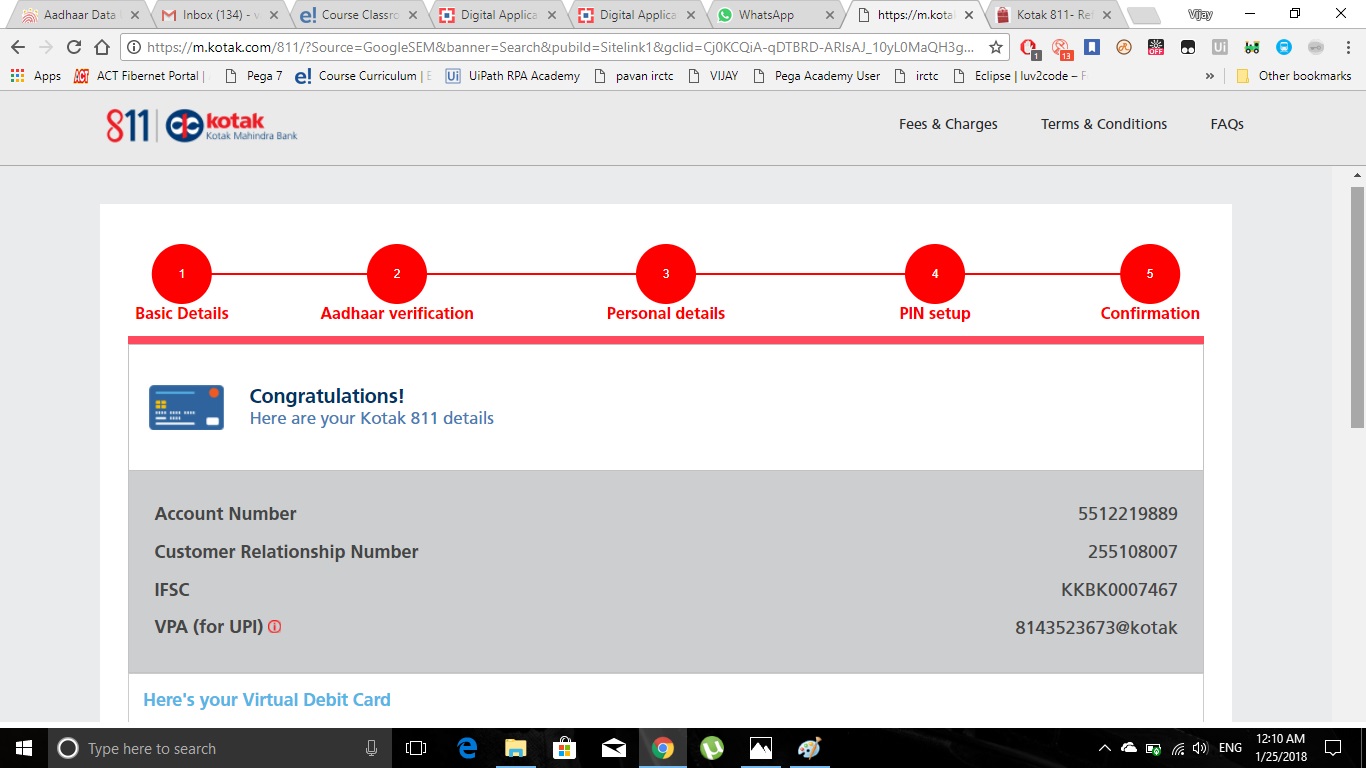 Aadhaar Data
Inbox (134) - v
Course Classro
Digital Applica
Digital Applica
WhatsApp
https://m.kotak
Kotak 811- Re
Vijay
https://m.kotak.com/811/?Source=GoogleSEM&banner=Search&pubild=Sitelink1&gclid=Cj0KCQiA-qDTBRD-ARIsAJ_10yL0MaQH3g...
Apps ACT Fibernet Portal | Pega 7 Course Curriculum | E UiPath RPA Academy pavan irctc VIJAY Pega Academy User irctc Eclipse | luv2code – F » Other bookmarks
811 kotak
Kotak Mahindra Bank
Fees & Charges Terms & Conditions FAQs
1 2 3 4 5
Basic Details Aadhaar verification Personal details PIN setup Confirmation
Congratulations!
Here are your Kotak 811 details
Account Number 5512219889
Customer Relationship Number 255108007
IFSC KKBK0007467
VPA (for UPI) 8143523673@kotak
Here's your Virtual Debit Card
Type here to search
ENG
12:10 AM
1/25/2018